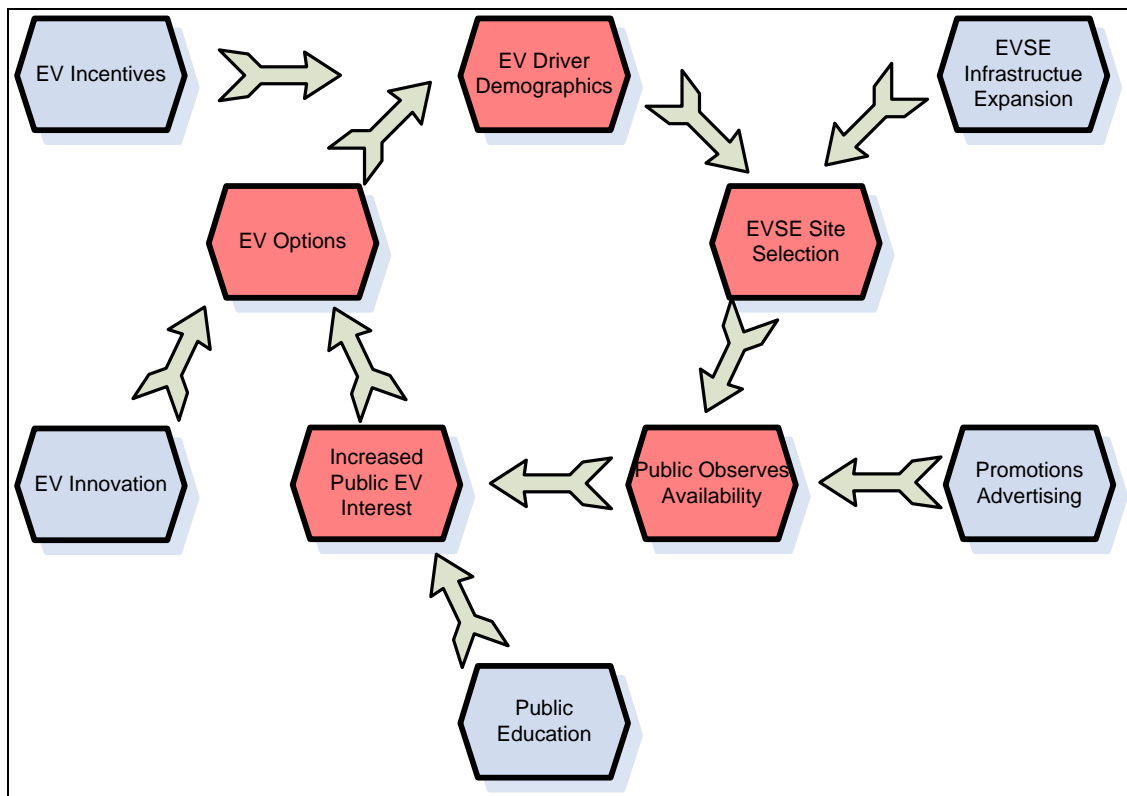 EV Incentives
EV Driver
Demographics
EVSE
Infrastructue
Expansion
EV Options
EVSE Site
Selection
EV Innovation
Increased
Public EV
Interest
Public Observes
Availability
Promotions
Advertising
Public
Education